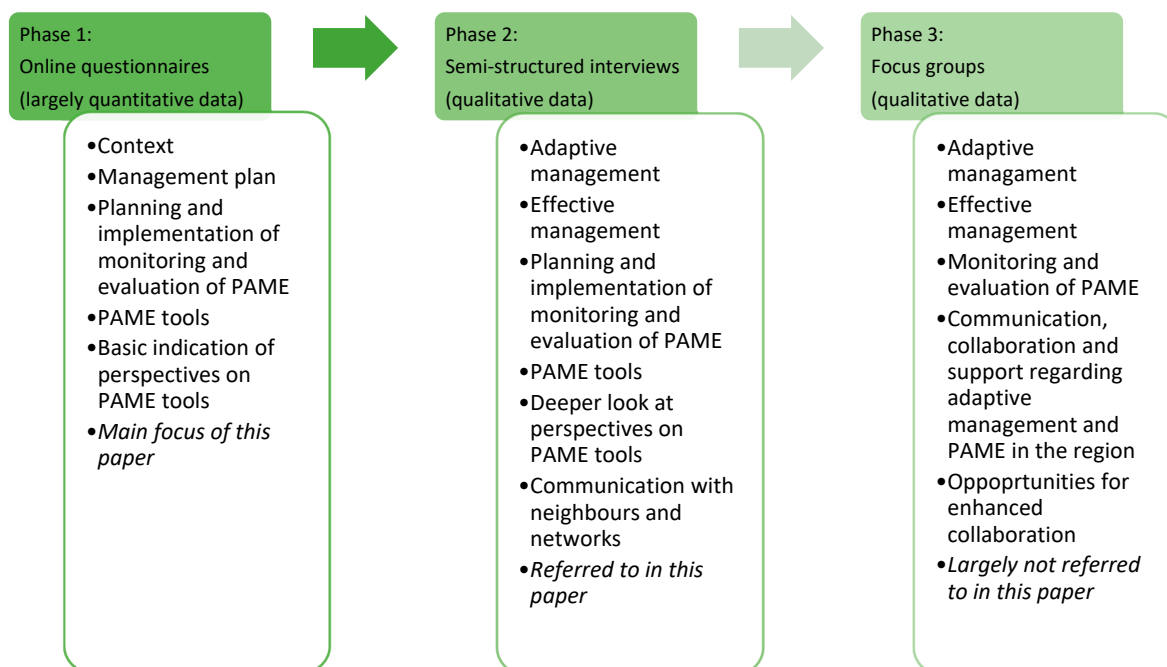 Phase 1:
Online questionnaires
(largely quantitative data)
•Context
•Management plan
•Planning and
implementation of
monitoring and
evaluation of PAME
•PAME tools
•Basic indication of
perspectives on
PAME tools
•Main focus of this
paper
Phase 2:
Semi-structured interviews
(qualitative data)
•Adaptive
management
•Effective
management
•Planning and
implementation of
monitoring and
evaluation of PAME
•PAME tools
•Deeper look at
perspectives on
PAME tools
•Communication with
neighbours and
networks
•Referred to in this
paper
Phase 3:
Focus groups
(qualitative data)
•Adaptive
managament
•Effective
management
•Monitoring and
evaluation of PAME
•Communication,
collaboration and
support regarding
adaptive
management and
PAME in the region
•Oppoprtunities for
enhanced
collaboration
•Largely not referred
to in this paper